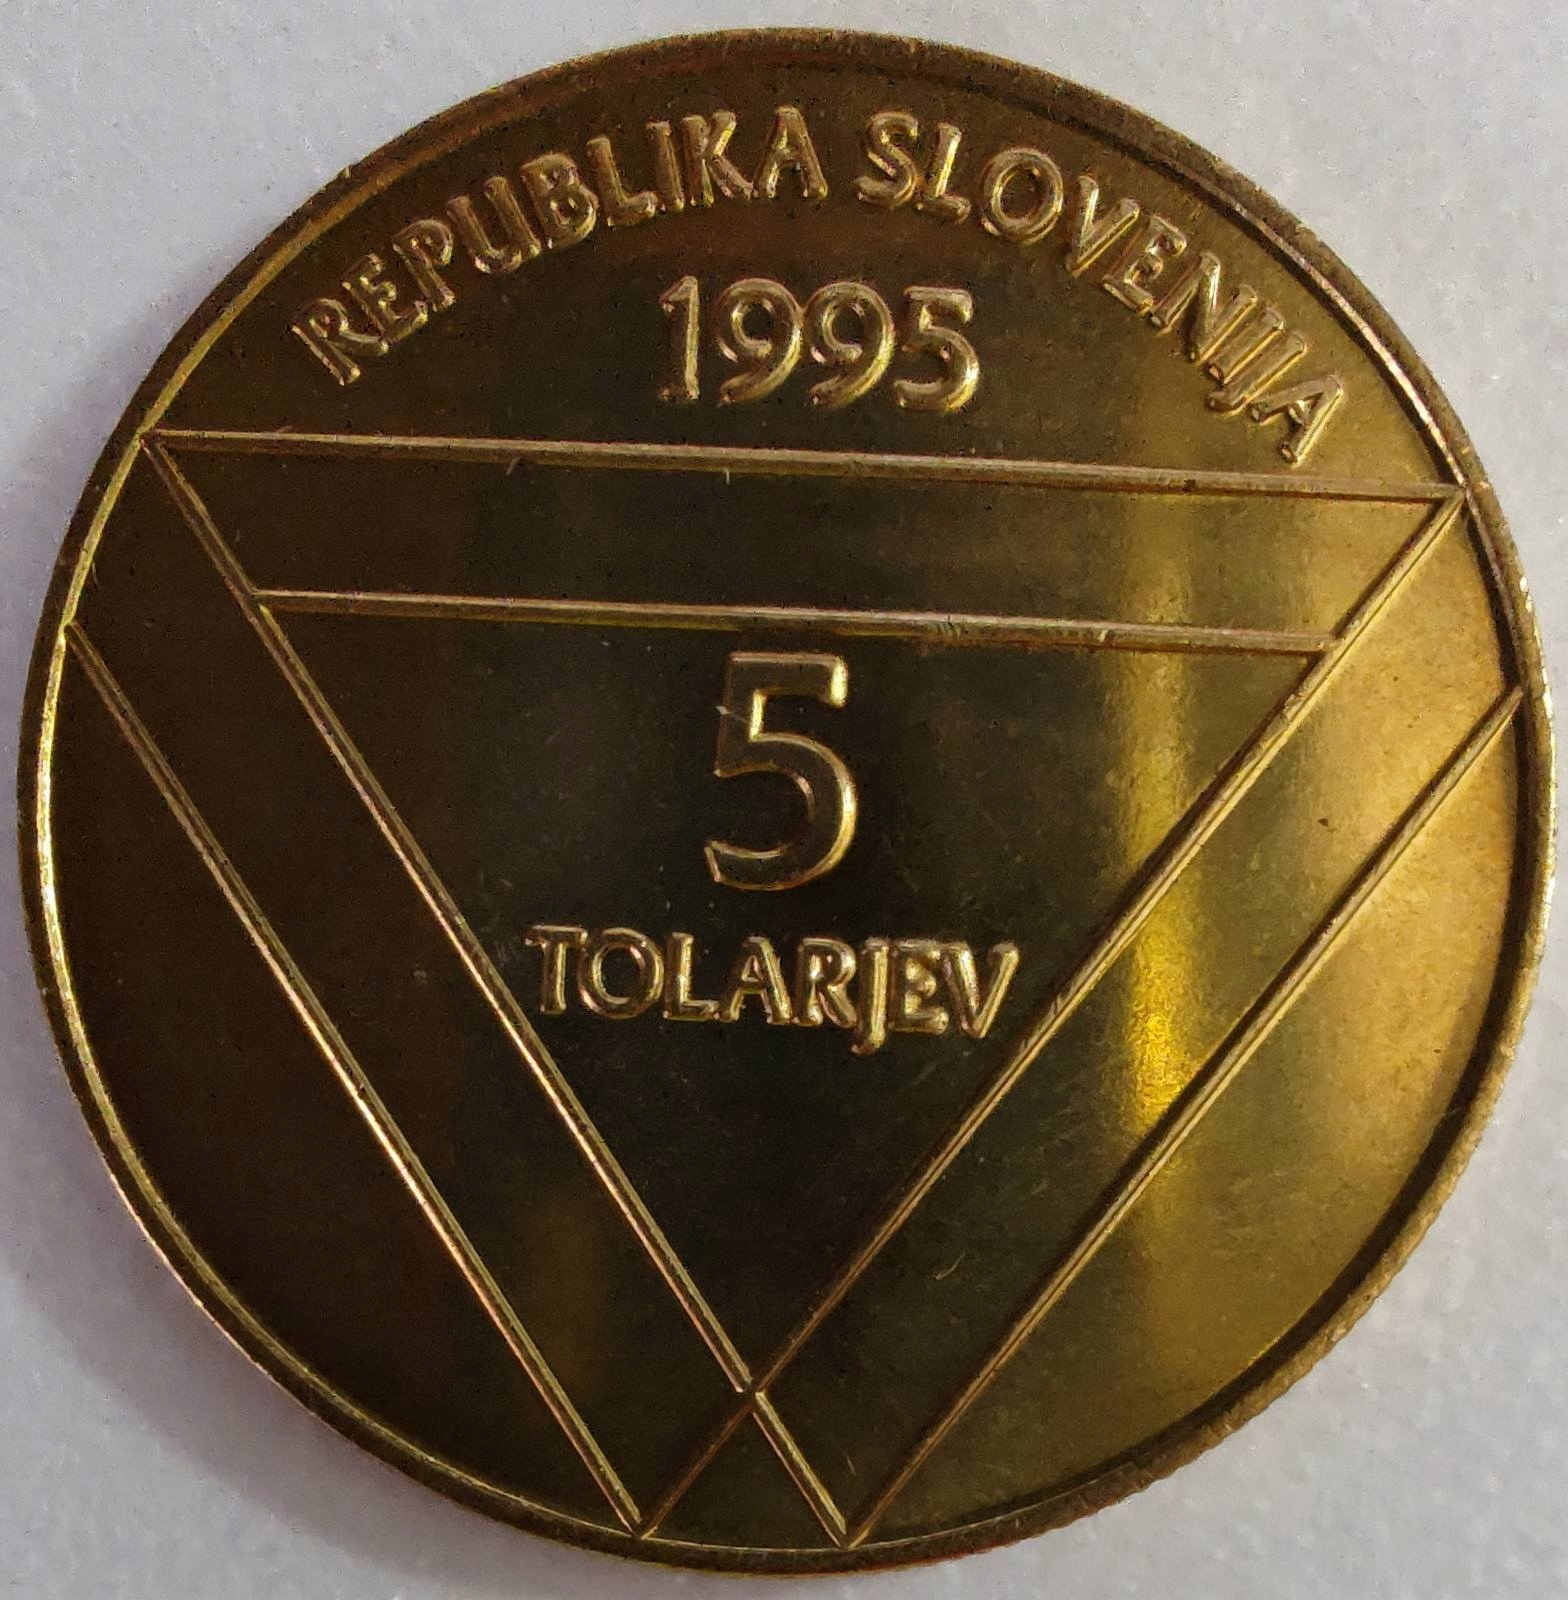 REPUBLIKA SLOVENIJA
1995
5
TOLARJEV